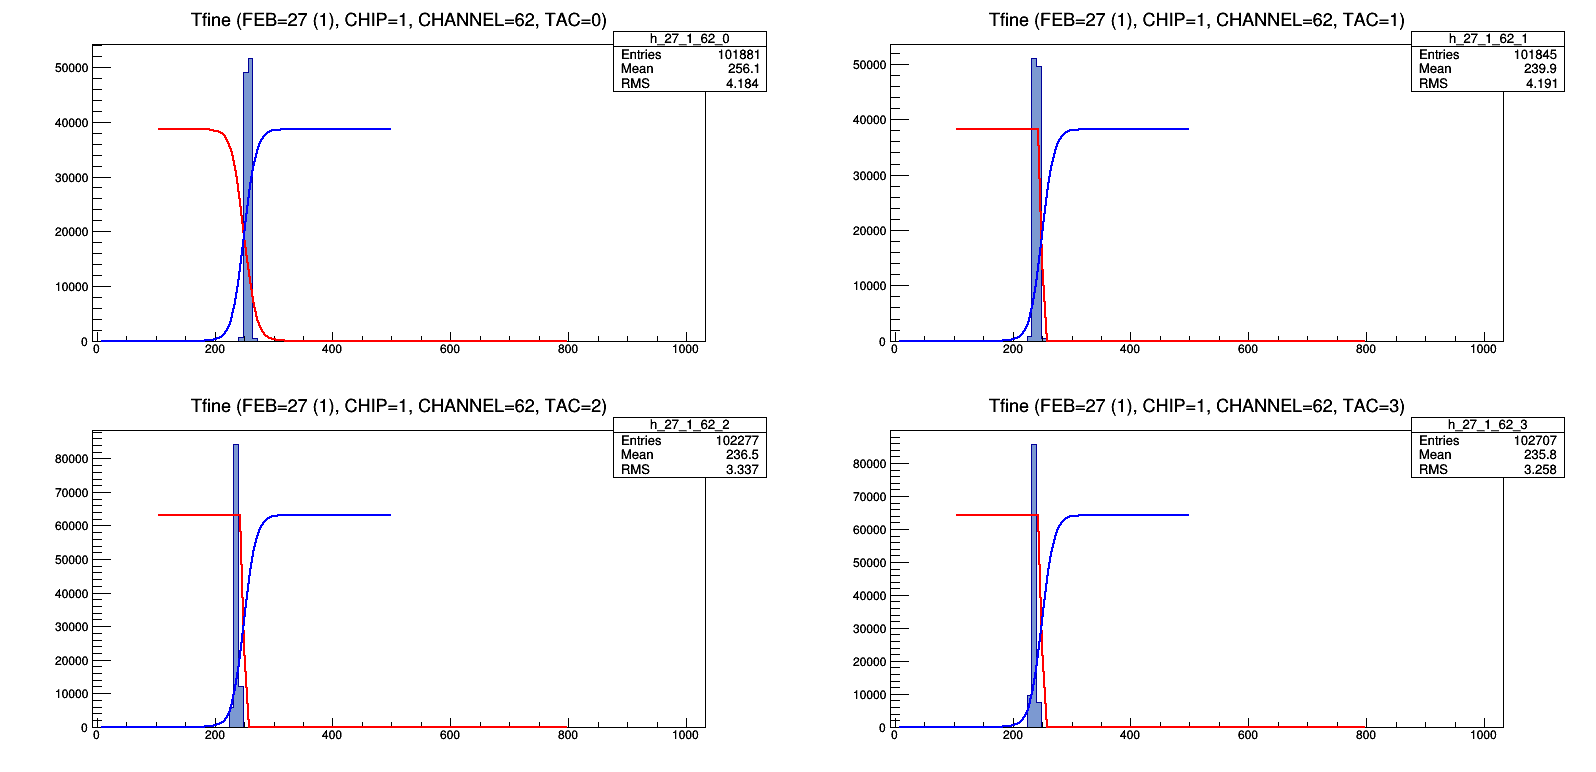 Tfine (FEB=27 (1), CHIP=1, CHANNEL=62, TAC=0)
h_27_1_62_0
Entries 101881
Mean 256.1
RMS 4.184
50000
40000
30000
20000
10000
0
0 200 400 600 800 1000
Tfine (FEB=27 (1), CHIP=1, CHANNEL=62, TAC=1)
h_27_1_62_1
Entries 101845
Mean 239.9
RMS 4.191
50000
40000
30000
20000
10000
0
0 200 400 600 800 1000
Tfine (FEB=27 (1), CHIP=1, CHANNEL=62, TAC=2)
h_27_1_62_2
Entries 102277
Mean 236.5
RMS 3.337
80000
70000
60000
50000
40000
30000
20000
10000
0
0 200 400 600 800 1000
Tfine (FEB=27 (1), CHIP=1, CHANNEL=62, TAC=3)
h_27_1_62_3
Entries 102707
Mean 235.8
RMS 3.258
80000
70000
60000
50000
40000
30000
20000
10000
0
0 200 400 600 800 1000